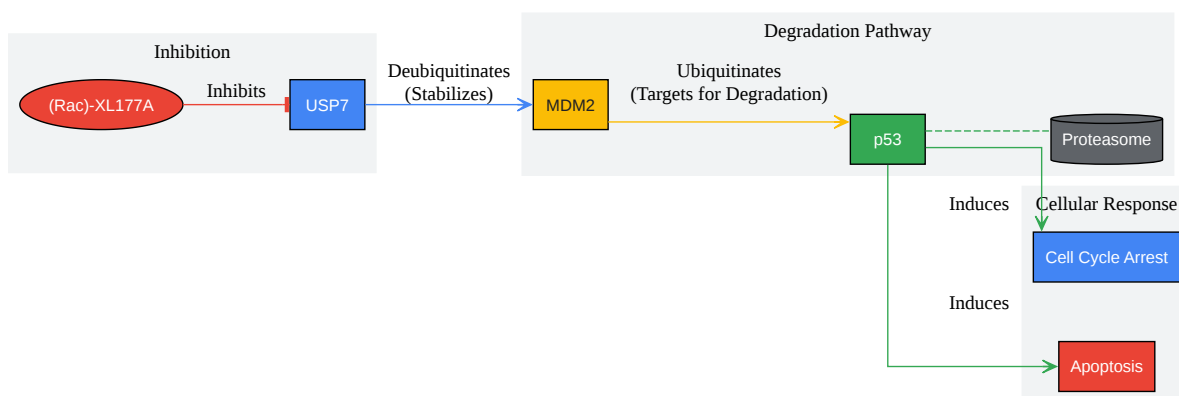 Degradation Pathway
Inhibition
Deubiquitinates
(Stabilizes)
Ubiquitinates
(Targets for Degradation)
(Rac)-XL177A
Inhibits
USP7
MDM2
p53
Proteasome
Induces
Cellular Response
Cell Cycle Arrest
Induces
Apoptosis